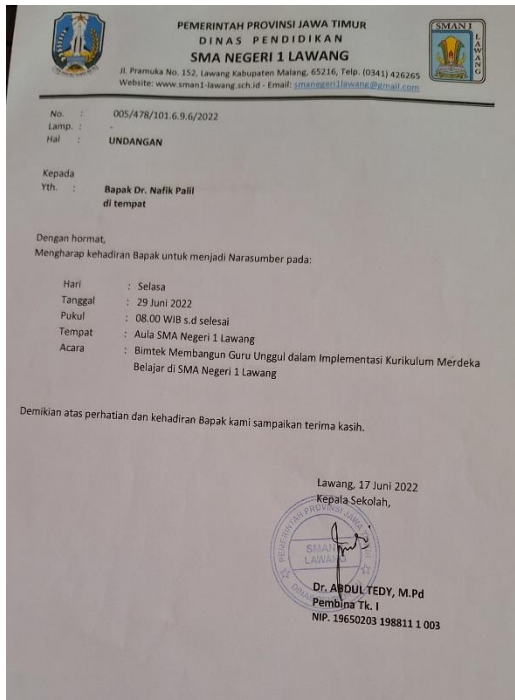 PEMERINTAH PROVINSI JAWA TIMUR
DINAS PENDIDIKAN
SMA NEGERI 1 LAWANG
Jl. Pramuka No. 152, Lawang Kabupaten Malang, 65216, Telp. (0341) 426265
Website: www.sman1-lawang.sch.id - Email: smanegeri1lawang@gmail.com
SMAN 1
LAWANG
No. : 005/478/101.6.9.6/2022
Lamp. : -
Hal : UNDANGAN
Kepada
Yth. : Bapak Dr. Nafik Palil
di tempat
Dengan hormat,
Mengharap kehadiran Bapak untuk menjadi Narasumber pada:
Hari : Selasa
Tanggal : 29 Juni 2022
Pukul : 08.00 WIB s.d selesai
Tempat : Aula SMA Negeri 1 Lawang
Acara : Bimtek Membangun Guru Unggul dalam Implementasi Kurikulum Merdeka
Belajar di SMA Negeri 1 Lawang
Demikian atas perhatian dan kehadiran Bapak kami sampaikan terima kasih.
Lawang, 17 Juni 2022
Kepala Sekolah,
PEMERINTAH PROVINSI JAWA TIMUR
SMAN 1
LAWANG
DINAS
Dr. ABDUL TEDY, M.Pd
Pembina Tk. I
NIP. 19650203 198811 1 003